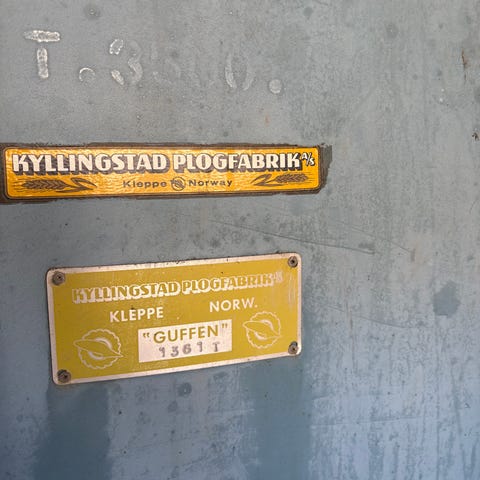 KYLLINGSTAD PLOGFABRIK A/S
Kleppe Norway
KYLLINGSTAD PLOGFABRIK A/S
KLEPPE NORW.
"GUFFEN"
1361 T